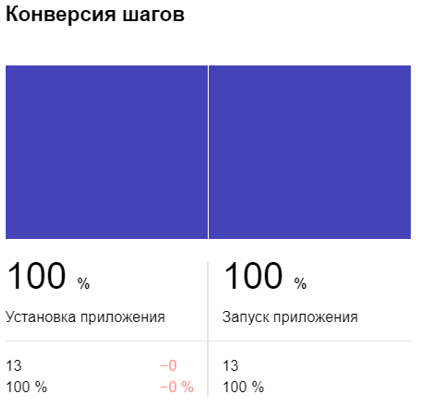 Конверсия шагов
100 % 100 %
Установка приложения Запуск приложения
13 −0 13
100 % −0 % 100 %